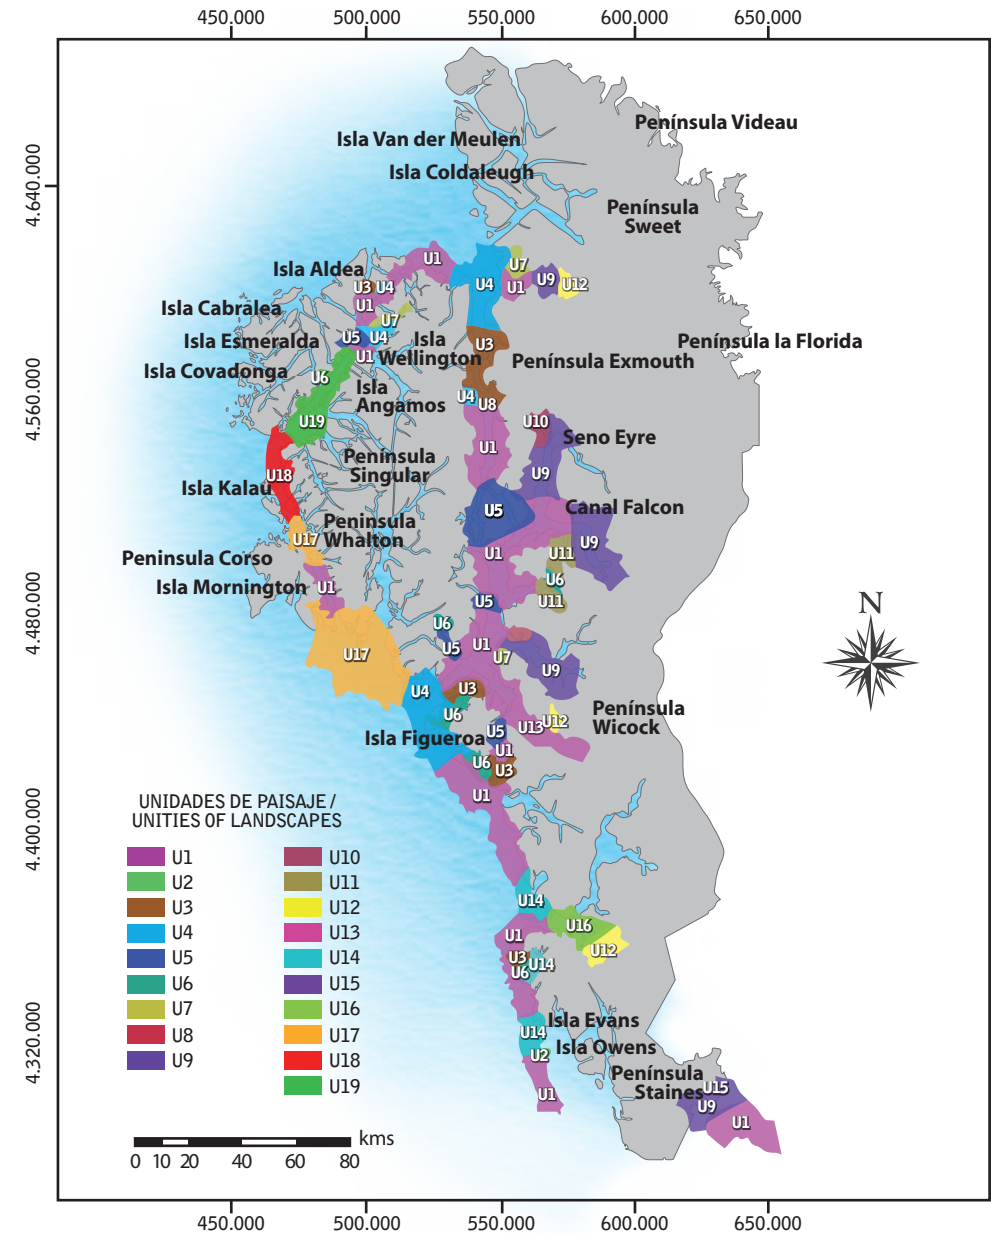 450.000 500.000 550.000 600.000 650.000
4.640.000
4.560.000
4.480.000
4.400.000
4.320.000
Península Videau
Isla Van der Meulen
Isla Coldaleugh
Península
Sweet
U1
U7
Isla Aldea
U4
U1
U9
U12
U3
U4
Isla Cabralea
U1
U7
Isla Esmeralda
U5
U4
Isla
Wellington
U1
U3
Península la Florida
Península Exmouth
Isla Covadonga
U6
Isla
Angamos
U4
U8
U19
U10
Seno Eyre
U1
Península
Singular
U18
U9
Isla Kalau
Canal Falcon
U5
Peninsula
Whalton
U17
U9
U1
U11
Peninsula Corso
U6
Isla Mornington
U1
U5
U11
U6
U1
U5
U17
U7
U9
U4
U3
U6
Península
Wicock
U13
U12
U5
Isla Figueroa
U1
U6
U3
U1
N
UNIDADES DE PAISAJE /
UNITIES OF LANDSCAPES
U1
U2
U3
U4
U5
U6
U7
U8
U9
U10
U11
U12
U13
U14
U15
U16
U17
U18
U19
U14
U16
U1
U12
U3
U14
U6
Isla Evans
U14
Isla Owens
U2
Península
Staines
U15
U1
U9
U1
kms
0 10 20 40 60 80
450.000 500.000 550.000 600.000 650.000